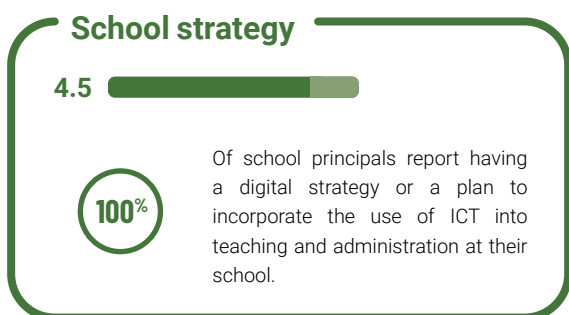 School strategy
4.5
100%
Of school principals report having
a digital strategy or a plan to
incorporate the use of ICT into
teaching and administration at their
school.